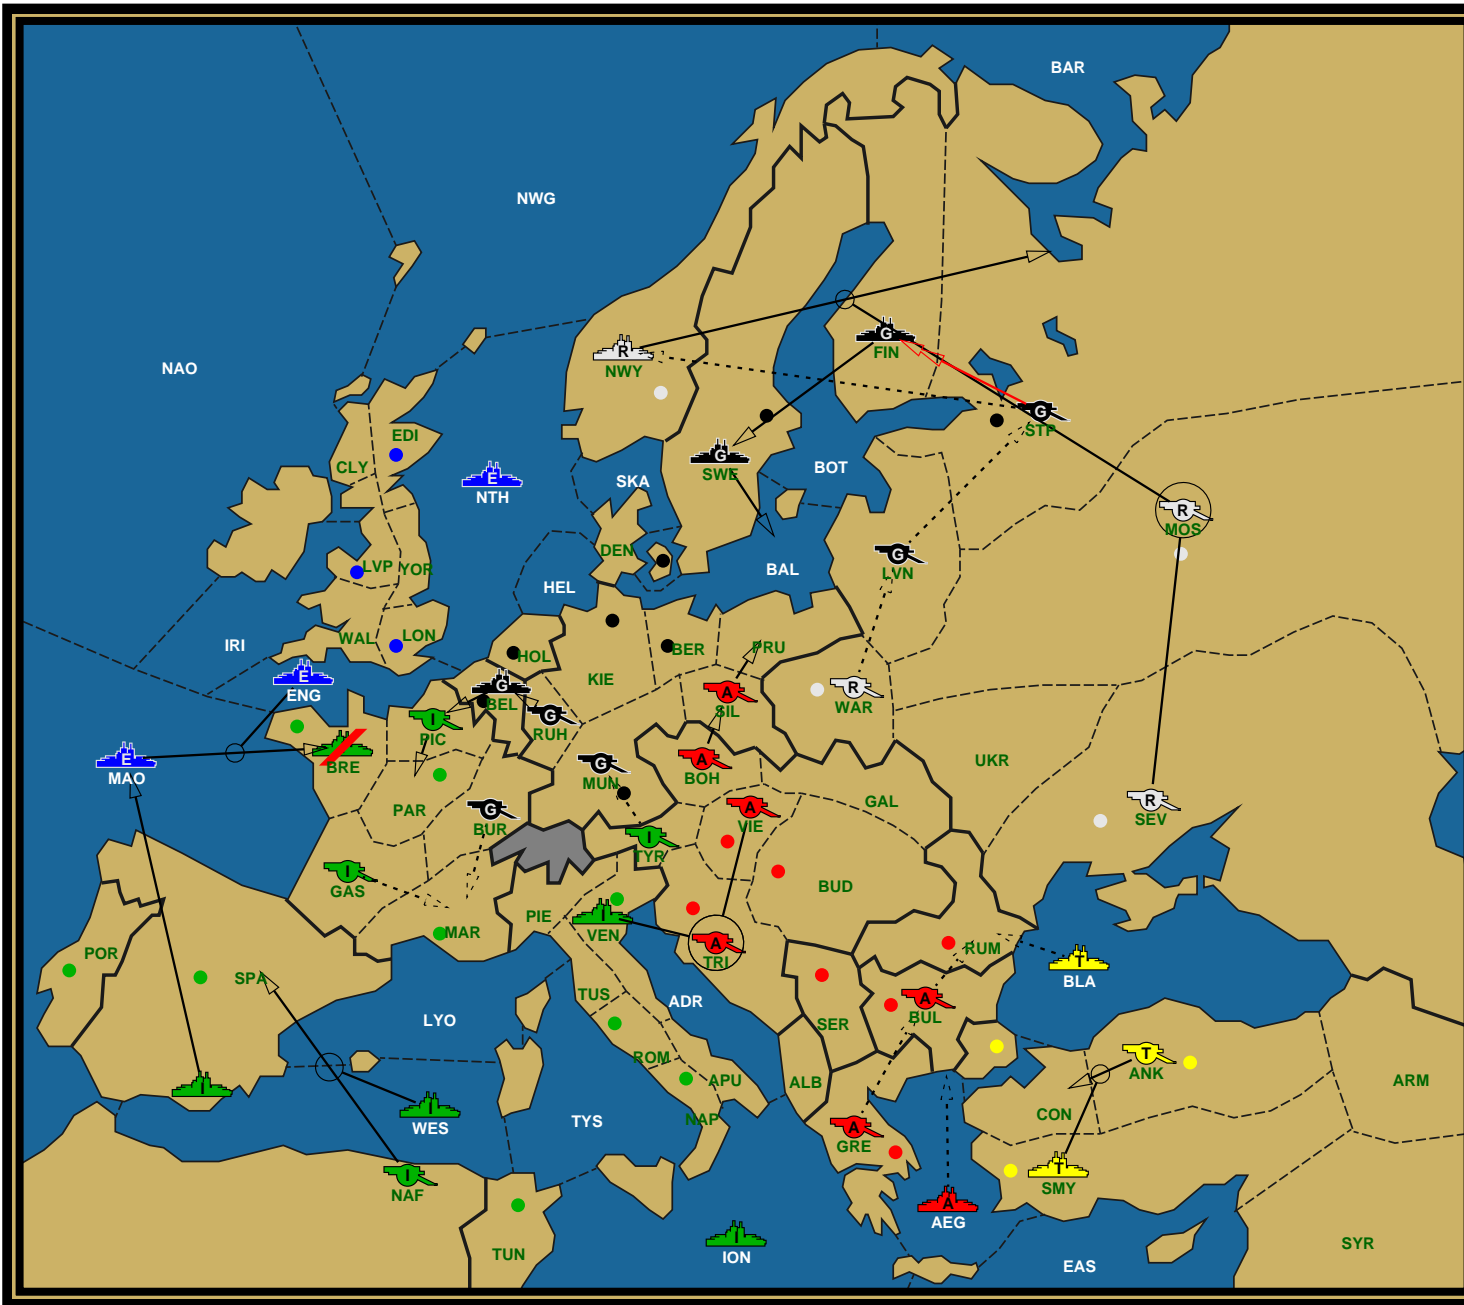 BAR
NWG
NAO
R
NWY
G
FIN
G
STP
EDI
CLY
E
NTH
SKA
G
SWE
BOT
R
MOS
DEN
BAL
HEL
G
LVN
LVP
YOR
IRI
WAL
LON
HOL
KIE
BER
PRU
E
ENG
G
BEL
A
SIL
R
WAR
I
PIC
G
RUH
E
MAO
BRE
G
MUN
A
BOH
UKR
PAR
G
BUR
A
VIE
GAL
R
SEV
I
TYR
I
GAS
BUD
POR
SPA
MAR
PIE
I
VEN
A
TRI
RUM
T
BLA
TUS
ADR
LYO
SER
A
BUL
ROM
APU
ALB
T
ANK
ARM
I
I
WES
NAP
TYS
A
GRE
CON
I
NAF
T
SMY
A
AEG
TUN
I
ION
EAS
SYR